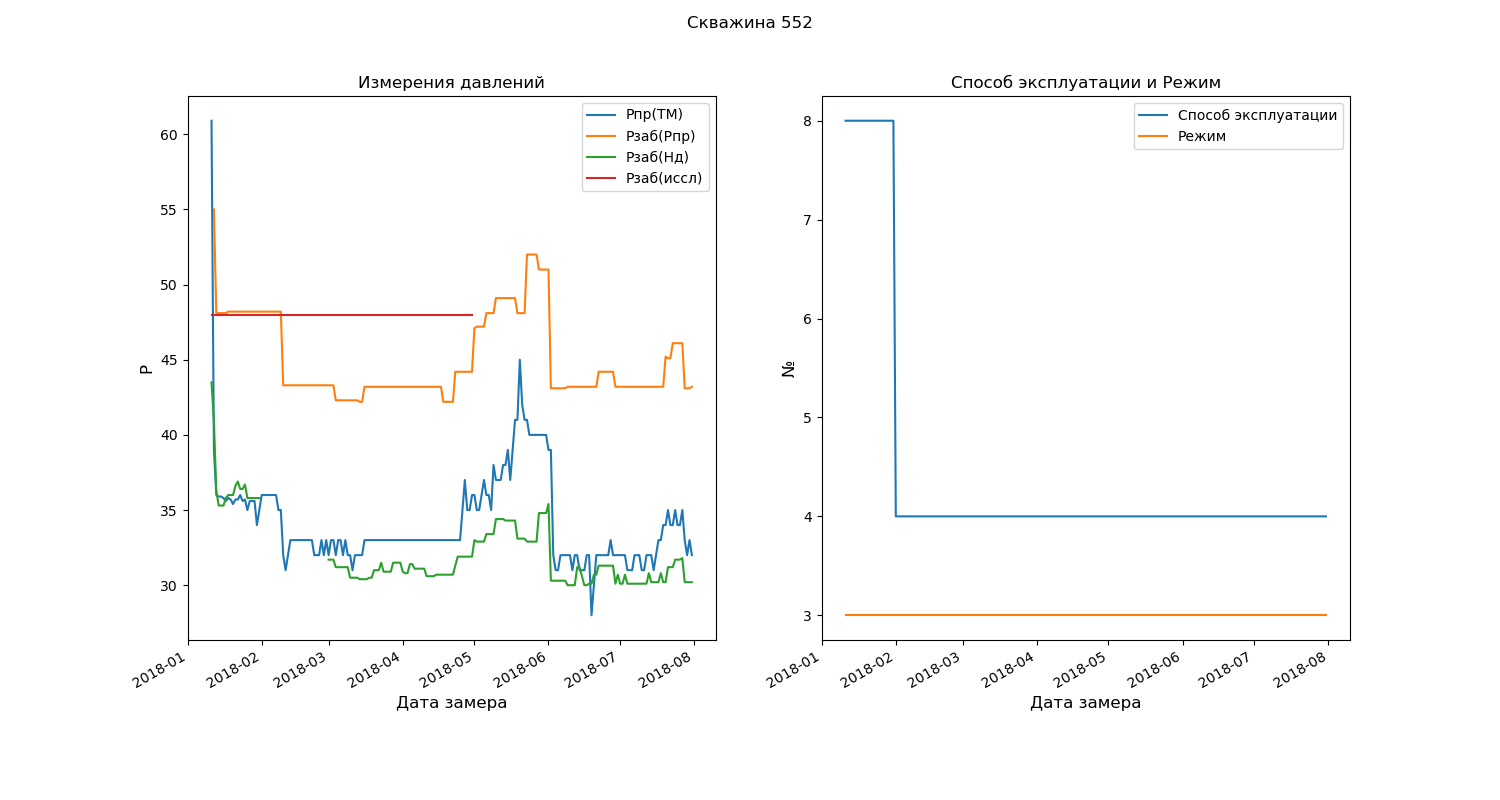 Скважина 552
Измерения давлений
P
60
55
50
45
40
35
30
Рпр(ТМ)
Рзаб(Рпр)
Рзаб(Нд)
Рзаб(иссл)
2018-01
2018-02
2018-03
2018-04
2018-05
2018-06
2018-07
2018-08
Дата замера
Способ эксплуатации и Режим
№
8
7
6
5
4
3
Способ эксплуатации
Режим
2018-01
2018-02
2018-03
2018-04
2018-05
2018-06
2018-07
2018-08
Дата замера